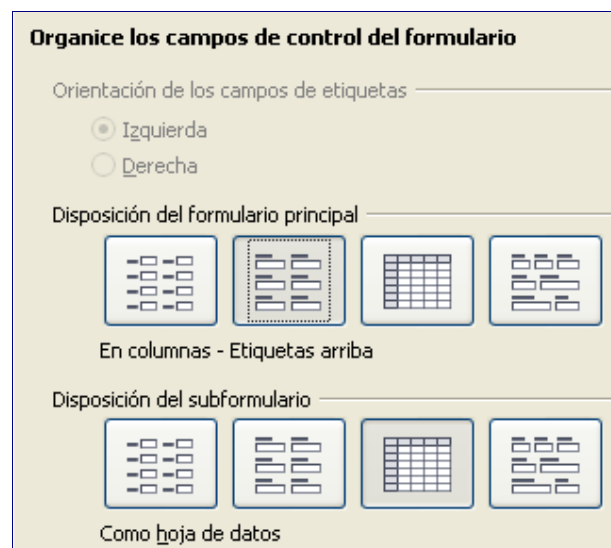 Organice los campos de control del formulario
Orientación de los campos de etiquetas
Izquierda
Derecha
Disposición del formulario principal
En columnas - Etiquetas arriba
Disposición del subformulario
Como hoja de datos